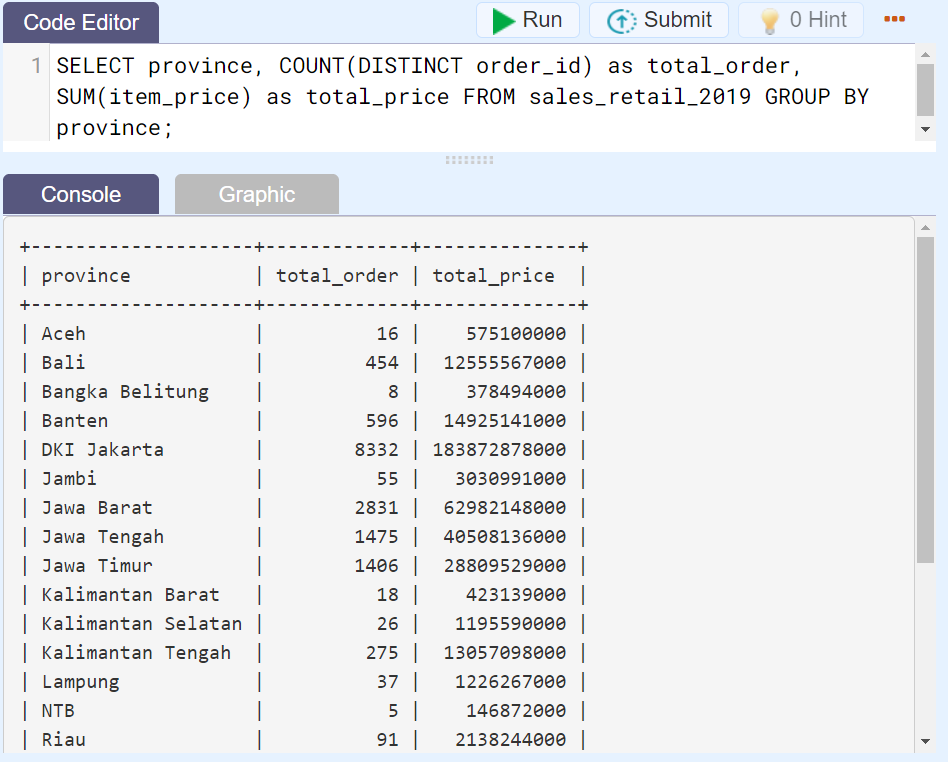 Code Editor
Run
Submit
0 Hint
1
SELECT province, COUNT(DISTINCT order_id) as total_order,
SUM(item_price) as total_price FROM sales_retail_2019 GROUP BY
province;
Console
Graphic
+--------------------+-------------+--------------+
| province           | total_order | total_price  |
+--------------------+-------------+--------------+
| Aceh               |          16 |    575100000 |
| Bali               |         454 |  12555567000 |
| Bangka Belitung    |           8 |    378494000 |
| Banten             |         596 |  14925141000 |
| DKI Jakarta        |        8332 | 183872878000 |
| Jambi              |          55 |   3030991000 |
| Jawa Barat         |        2831 |  62982148000 |
| Jawa Tengah        |        1475 |  40508136000 |
| Jawa Timur         |        1406 |  28809529000 |
| Kalimantan Barat   |          18 |    423139000 |
| Kalimantan Selatan |          26 |   1195590000 |
| Kalimantan Tengah  |         275 |  13057098000 |
| Lampung            |          37 |   1226267000 |
| NTB                |           5 |    146872000 |
| Riau               |          91 |   2138244000 |